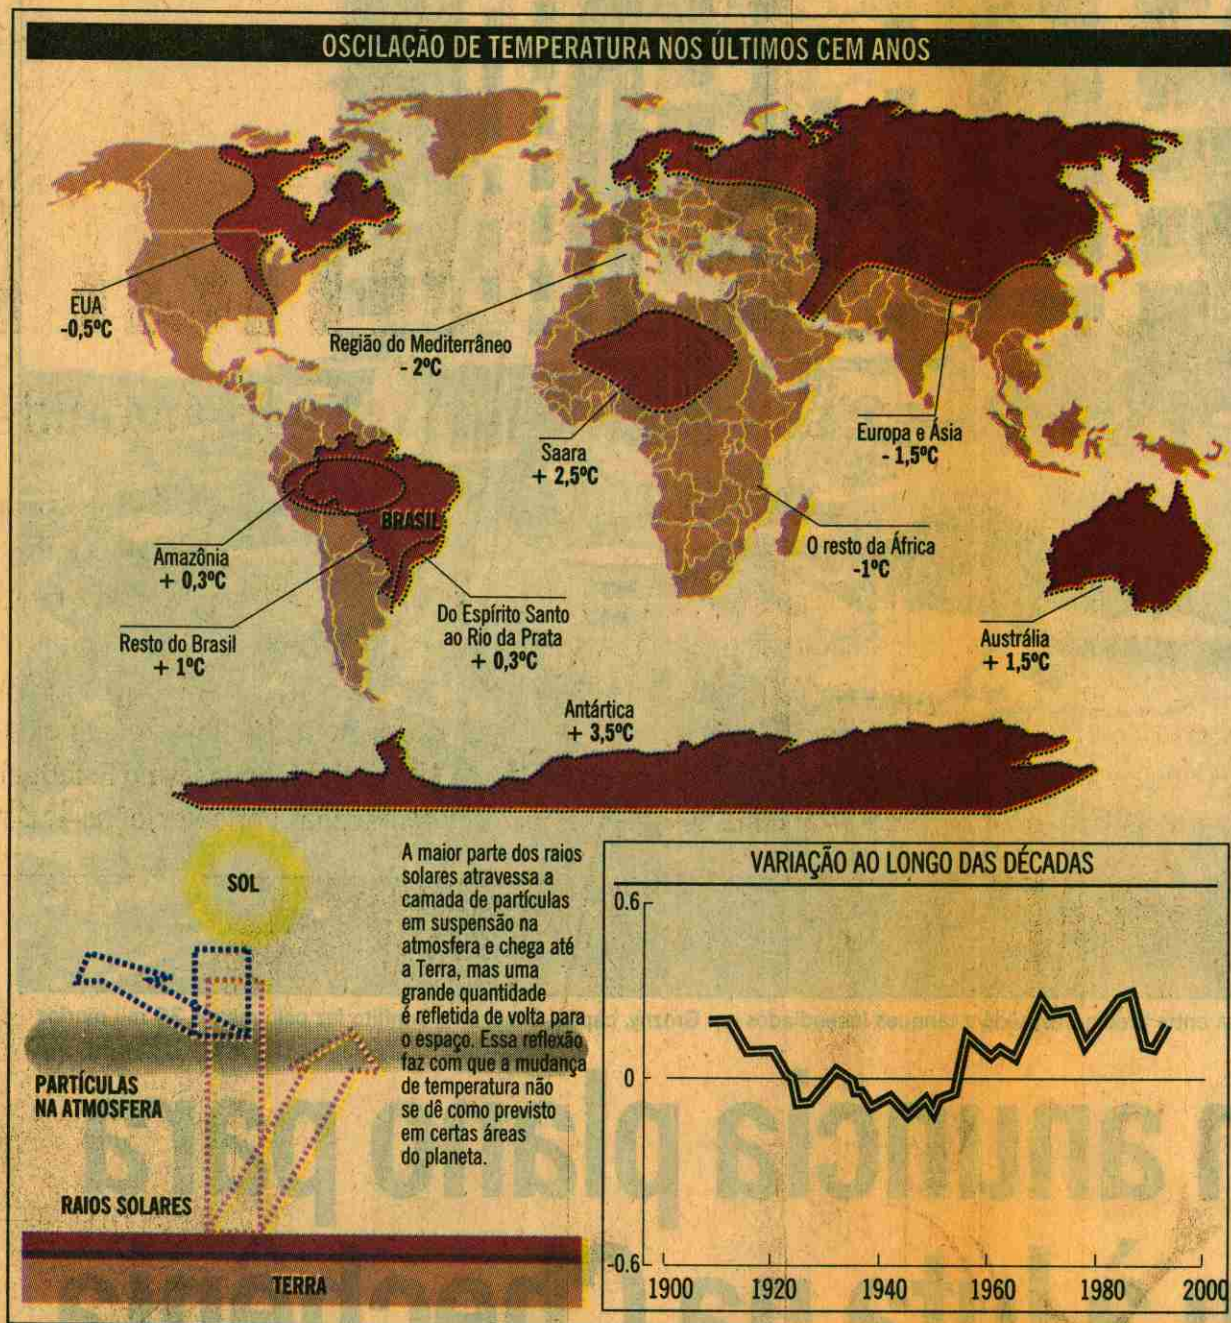 OSCILAÇÃO DE TEMPERATURA NOS ÚLTIMOS CEM ANOS
EUA
-0,5ºC
Região do Mediterrâneo
- 2ºC
Saara
+ 2,5ºC
Europa e Ásia
- 1,5ºC
BRASIL
Amazônia
+ 0,3ºC
O resto da África
-1ºC
Resto do Brasil
+ 1ºC
Do Espírito Santo
ao Rio da Prata
+ 0,3ºC
Austrália
+ 1,5ºC
Antártica
+ 3,5ºC
SOL
PARTÍCULAS
NA ATMOSFERA
RAIOS SOLARES
TERRA
A maior parte dos raios
solares atravessa a
camada de partículas
em suspensão na
atmosfera e chega até
a Terra, mas uma
grande quantidade
é refletida de volta para
o espaço. Essa reflexão
faz com que a mudança
de temperatura não
se dê como previsto
em certas áreas
do planeta.
VARIAÇÃO AO LONGO DAS DÉCADAS
0.6
0
-0.6
1900 1920 1940 1960 1980 2000
anuncia plano para